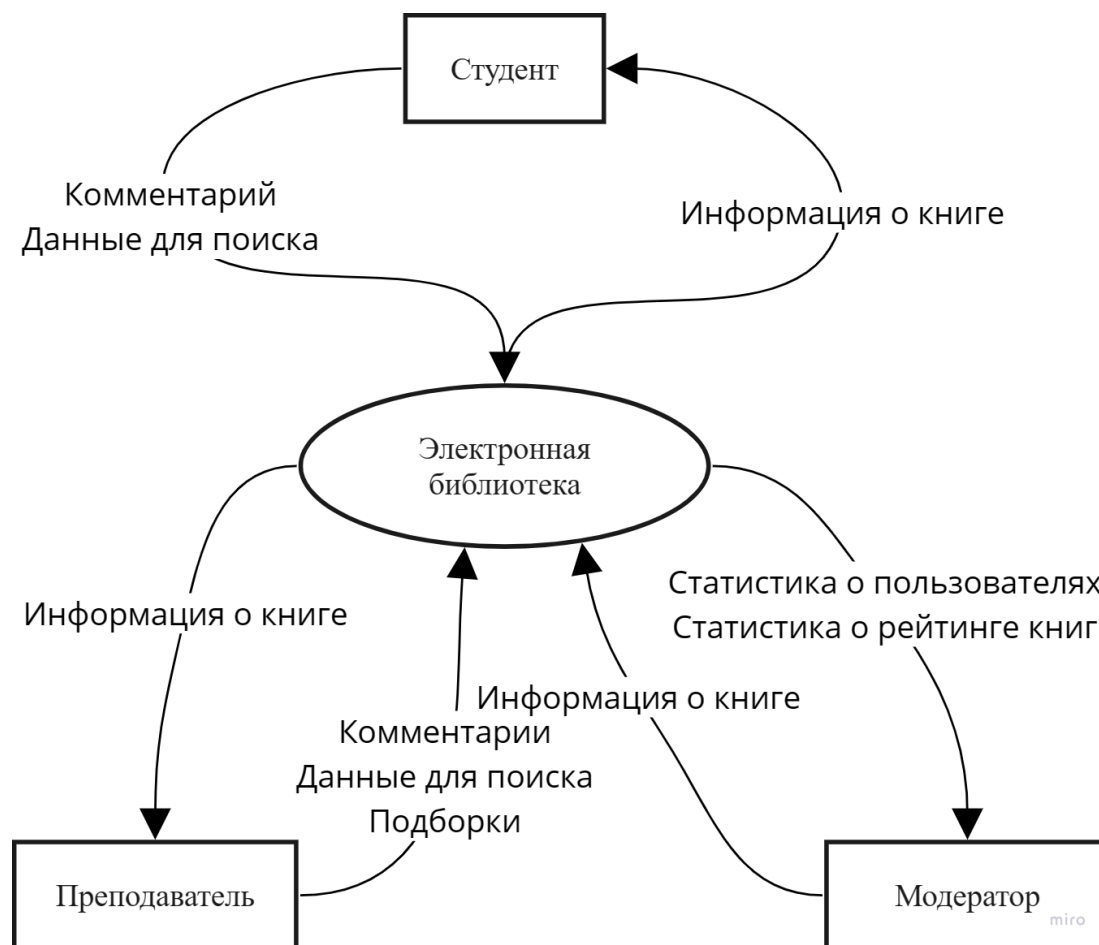 Студент
Комментарий
Данные для поиска
Информация о книге
Электронная
библиотека
Информация о книге
Статистика о пользователях
Статистика о рейтинге книг
Информация о книге
Комментарии
Данные для поиска
Подборки
Преподаватель
Модератор
miro